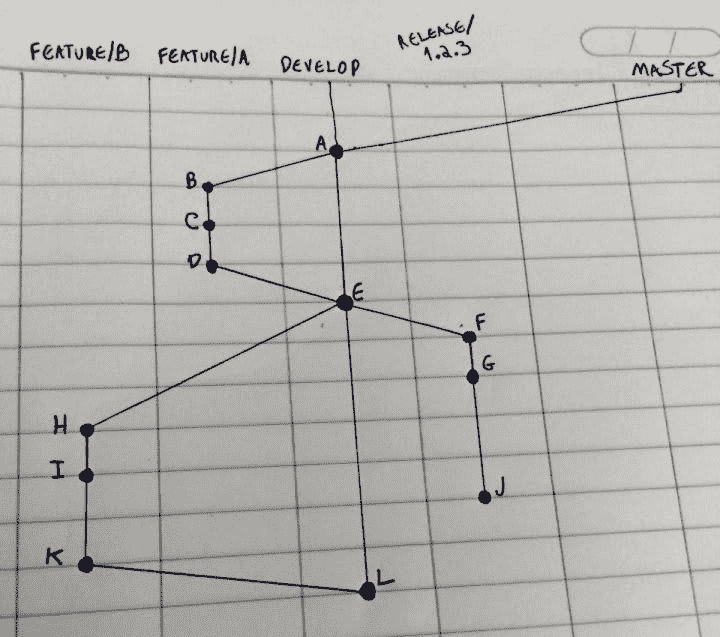 FEATURE/B
FEATURE/A
DEVELOP
RELEASE/
1.2.3
MASTER
A
B
C
D
E
F
G
H
I
J
K
L